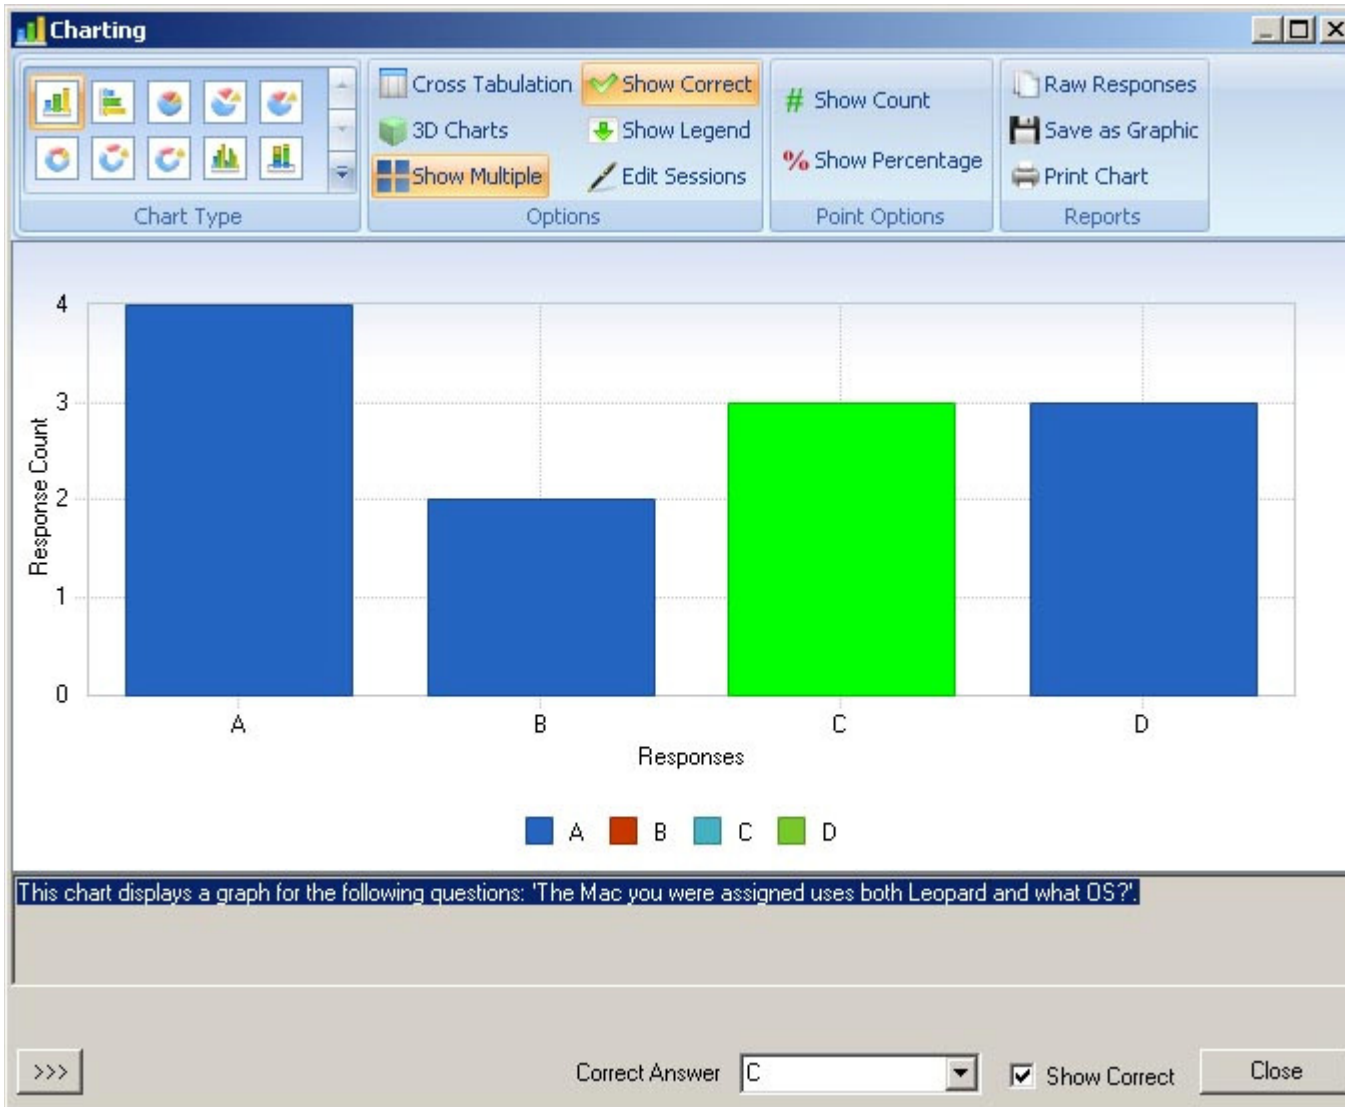 Charting
Cross Tabulation
Show Correct
3D Charts
Show Legend
Show Multiple
Edit Sessions
# Show Count
% Show Percentage
Raw Responses
Save as Graphic
Print Chart
Chart Type
Options
Point Options
Reports
4
3
2
1
0
Response Count
A B C D
Responses
A B C D
This chart displays a graph for the following questions: 'The Mac you were assigned uses both Leopard and what OS?'.
>>> Correct Answer C Show Correct Close